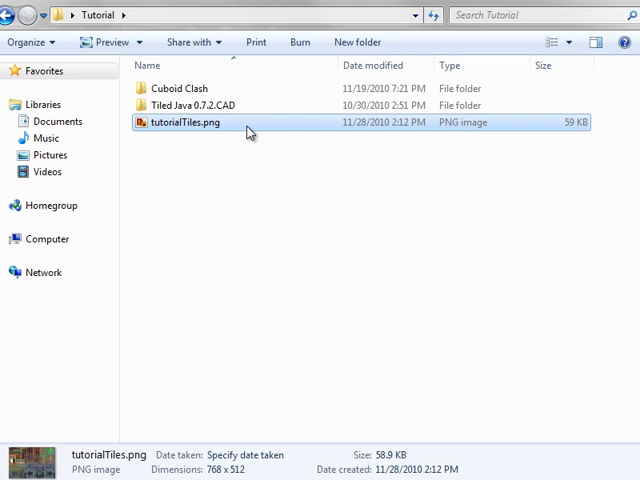 Tutorial
Search Tutorial
Organize Preview Share with Print Burn New folder
Favorites
Libraries
Documents
Music
Pictures
Videos
Homegroup
Computer
Network
Name Date modified Type Size
Cuboid Clash 11/19/2010 7:21 PM File folder
Tiled Java 0.7.2.CAD 10/30/2010 2:51 PM File folder
tutorialTiles.png 11/28/2010 2:12 PM PNG image 59 KB
tutorialTiles.png Date taken: Specify date taken Size: 58.9 KB
PNG image Dimensions: 768 x 512 Date created: 11/28/2010 2:12 PM